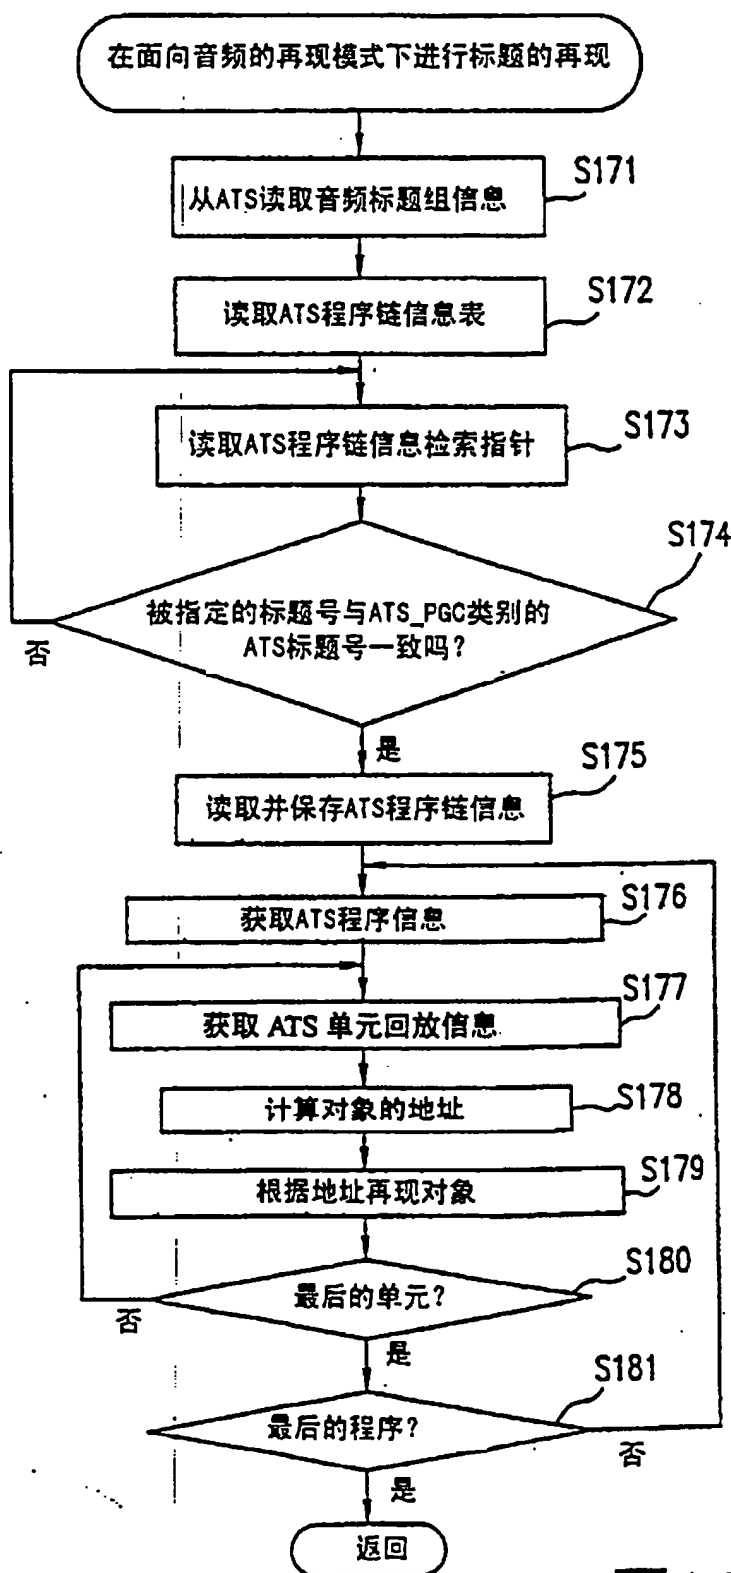 在面向音频的再现模式下进行标题的再现
S171
从ATS读取音频标题组信息
S172
读取ATS程序链信息表
S173
读取ATS程序链信息检索指针
S174
被指定的标题号与ATS_PGC类别的
ATS标题号一致吗?
否
是
S175
读取并保存ATS程序链信息
S176
获取ATS程序信息
S177
获取 ATS 单元回放信息
S178
计算对象的地址
S179
根据地址再现对象
S180
最后的单元?
否
是
S181
最后的程序?
否
是
返回